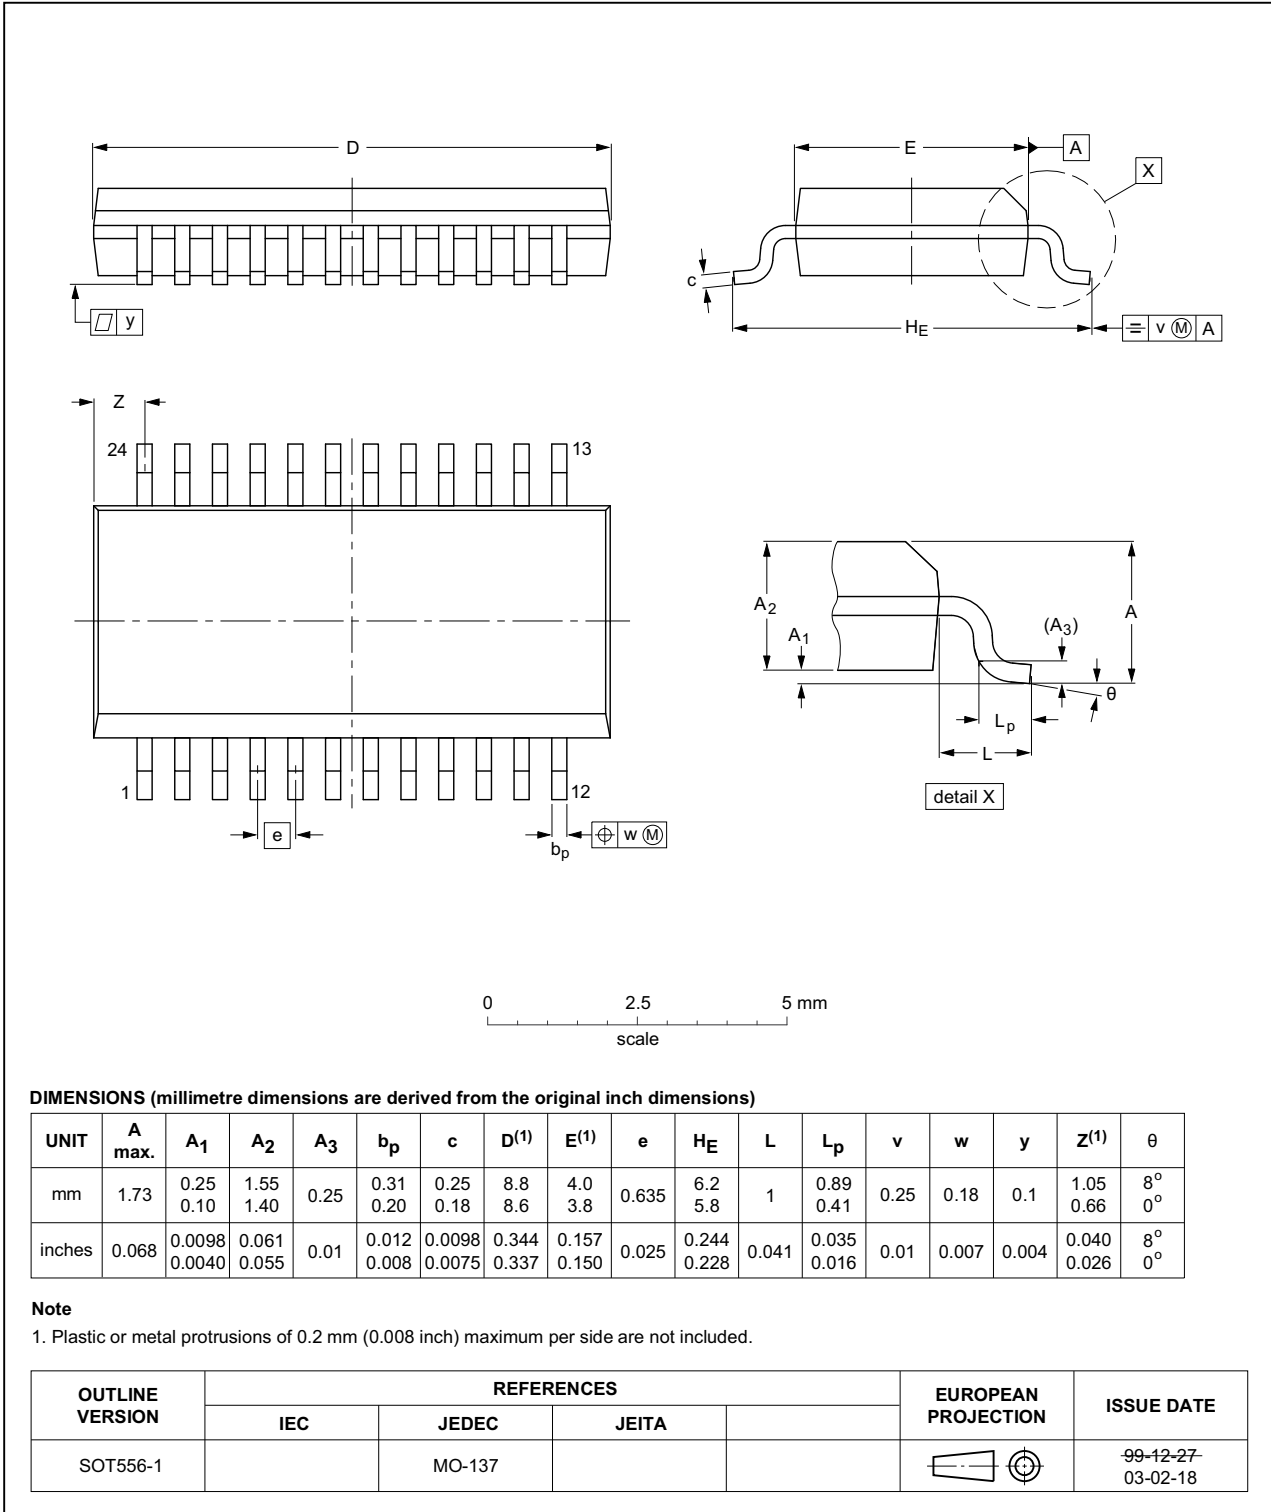 D
E
A
X
c
y
HE
v M A
Z
24
13
1
12
e
bp
w M
A2
A1
(A3)
A
θ
Lp
L
detail X
0 2.5 5 mm
scale
DIMENSIONS (millimetre dimensions are derived from the original inch dimensions)
UNIT A max. A1 A2 A3 bp c D(1) E(1) e HE L Lp v w y Z(1) θ
mm 1.73 0.25 0.10 1.55 1.40 0.25 0.31 0.20 0.25 0.18 8.8 8.6 4.0 3.8 0.635 6.2 5.8 1 0.89 0.41 0.25 0.18 0.1 1.05 0.66 8o 0o
inches 0.068 0.0098 0.0040 0.061 0.055 0.01 0.012 0.008 0.0098 0.0075 0.344 0.337 0.157 0.150 0.025 0.244 0.228 0.041 0.035 0.016 0.01 0.007 0.004 0.040 0.026 8o 0o
Note
1. Plastic or metal protrusions of 0.2 mm (0.008 inch) maximum per side are not included.
OUTLINE VERSION REFERENCES EUROPEAN PROJECTION ISSUE DATE
IEC JEDEC JEITA
SOT556-1 MO-137 99-12-27
03-02-18